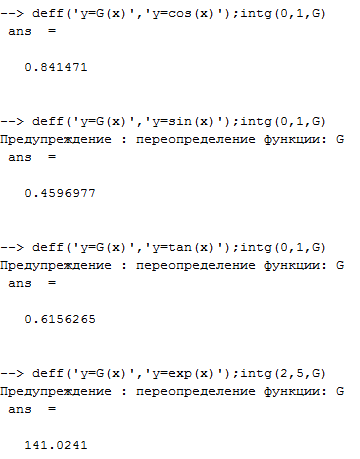 --> deff('y=G(x)','y=cos(x)');intg(0,1,G)
ans  =
0.841471
--> deff('y=G(x)','y=sin(x)');intg(0,1,G)
Предупреждение : переопределение функции: G
ans  =
0.4596977
--> deff('y=G(x)','y=tan(x)');intg(0,1,G)
Предупреждение : переопределение функции: G
ans  =
0.6156265
--> deff('y=G(x)','y=exp(x)');intg(2,5,G)
Предупреждение : переопределение функции: G
ans  =
141.0241